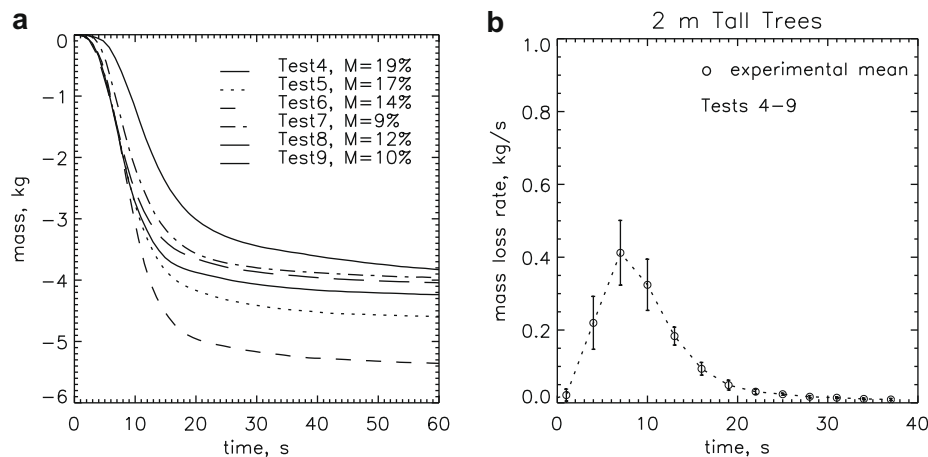 a
0
−1
−2
−3
−4
−5
−6
mass, kg
Test4, M=19%
Test5, M=17%
Test6, M=14%
Test7, M=9%
Test8, M=12%
Test9, M=10%
0 10 20 30 40 50 60
time, s
b
2 m Tall Trees
1.0
0.8
0.6
0.4
0.2
0.0
mass loss rate, kg/s
experimental mean
Tests 4−9
0 10 20 30 40
time, s